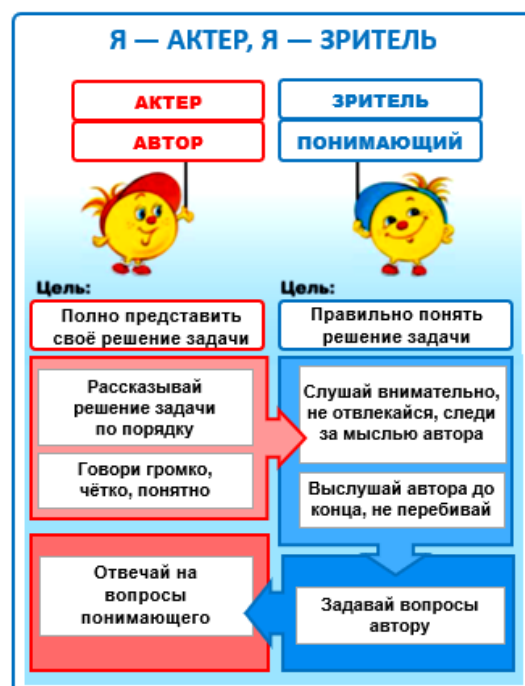 Я — АКТЕР, Я — ЗРИТЕЛЬ
АКТЕР
АВТОР
ЗРИТЕЛЬ
ПОНИМАЮЩИЙ
Цель:
Полно представить
своё решение задачи
Цель:
Правильно понять
решение задачи
Рассказывай
решение задачи
по порядку
Говори громко,
чётко, понятно
Слушай внимательно,
не отвлекайся, следи
за мыслью автора
Выслушай автора до
конца, не перебивай
Задавай вопросы
автору
Отвечай на
вопросы
понимающего